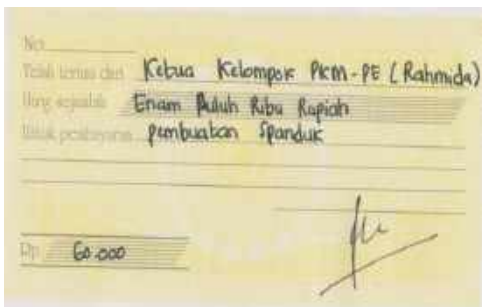 No.
Telah terima dari Ketua Kelompok PKM-PE (Rahmida)
Uang sejumlah Enam Puluh Ribu Rupiah
Untuk pembayaran pembuatan Spanduk
Rp 60.000